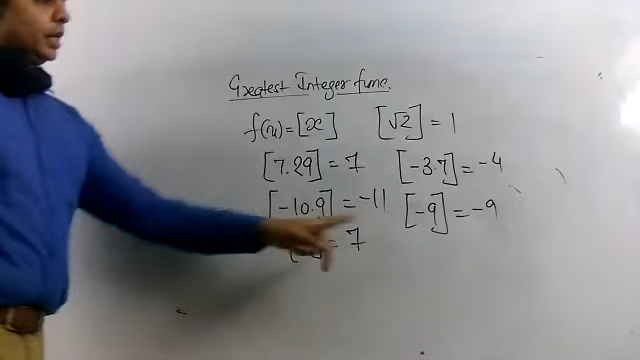 Greatest Integer func.
f(x) = [x] [√2] = 1
[7.29] = 7 [-3.7] = -4
[-10.9] = -11 [-9] = -9
= 7